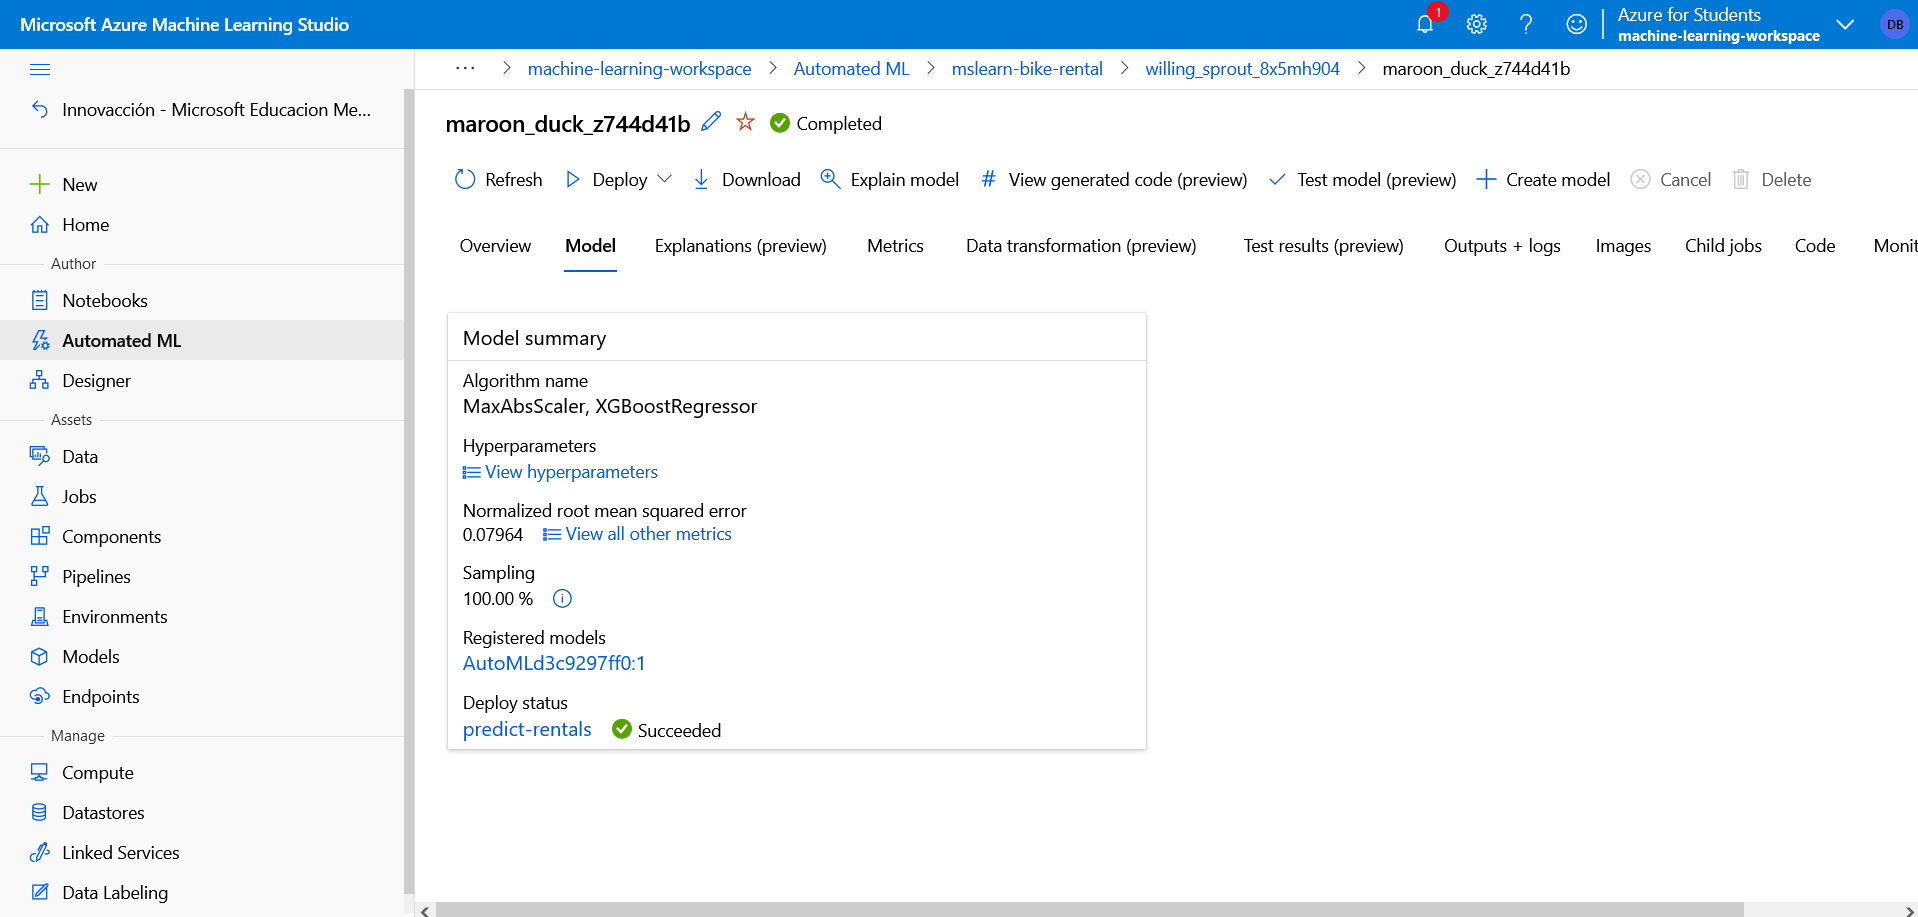 Microsoft Azure Machine Learning Studio
1
Azure for Students
machine-learning-workspace
DB
··· > machine-learning-workspace > Automated ML > mslearn-bike-rental > willing_sprout_8x5mh904 > maroon_duck_z744d41b
Innovacción - Microsoft Educacion Me...
New
Home
Author
Notebooks
Automated ML
Designer
Assets
Data
Jobs
Components
Pipelines
Environments
Models
Endpoints
Manage
Compute
Datastores
Linked Services
Data Labeling
maroon_duck_z744d41b Completed
Refresh Deploy Download Explain model # View generated code (preview) Test model (preview) Create model Cancel Delete
Overview Model Explanations (preview) Metrics Data transformation (preview) Test results (preview) Outputs + logs Images Child jobs Code Monit
Model summary
Algorithm name
MaxAbsScaler, XGBoostRegressor
Hyperparameters
View hyperparameters
Normalized root mean squared error
0.07964 View all other metrics
Sampling
100.00 %
Registered models
AutoMLd3c9297ff0:1
Deploy status
predict-rentals Succeeded